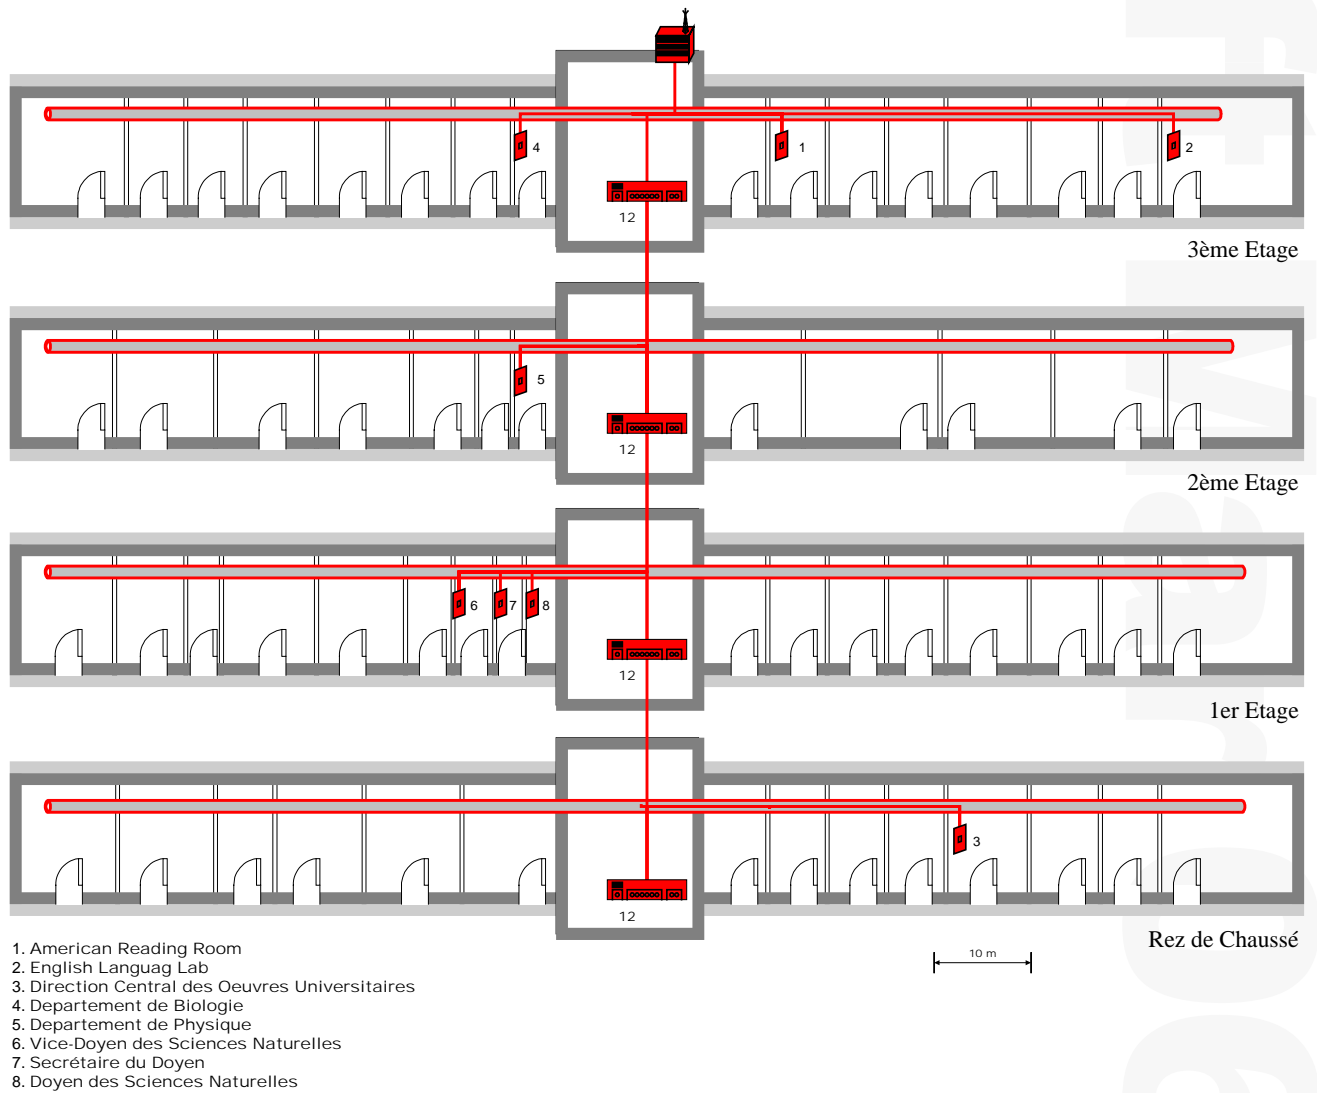 4
1
2
12
3ème Etage
5
12
2ème Etage
6 7 8
12
1er Etage
3
12
Rez de Chaussé
10 m
1. American Reading Room
2. English Languag Lab
3. Direction Central des Oeuvres Universitaires
4. Departement de Biologie
5. Departement de Physique
6. Vice-Doyen des Sciences Naturelles
7. Secrétaire du Doyen
8. Doyen des Sciences Naturelles